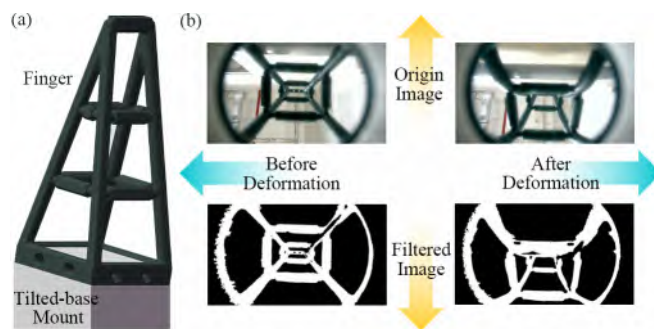 (a)
Finger
Tilted-base
Mount
(b)
Origin
Image
Before
Deformation
After
Deformation
Filtered
Image